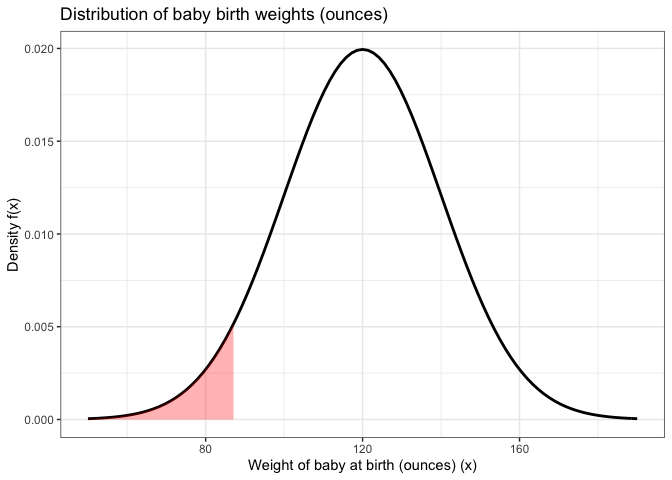 Distribution of baby birth weights (ounces)
0.020
0.015
0.010
0.005
0.000
Density f(x)
80 120 160
Weight of baby at birth (ounces) (x)